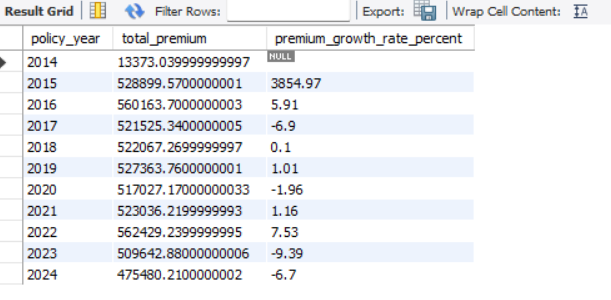 Result Grid Filter Rows: Export: Wrap Cell Content: IA
policy_year total_premium premium_growth_rate_percent
2014 13373.039999999997 NULL
2015 528899.5700000001 3854.97
2016 560163.7000000003 5.91
2017 521525.3400000005 -6.9
2018 522067.2699999997 0.1
2019 527363.7600000001 1.01
2020 517027.17000000033 -1.96
2021 523036.2199999993 1.16
2022 562429.2399999995 7.53
2023 509642.88000000006 -9.39
2024 475480.2100000002 -6.7